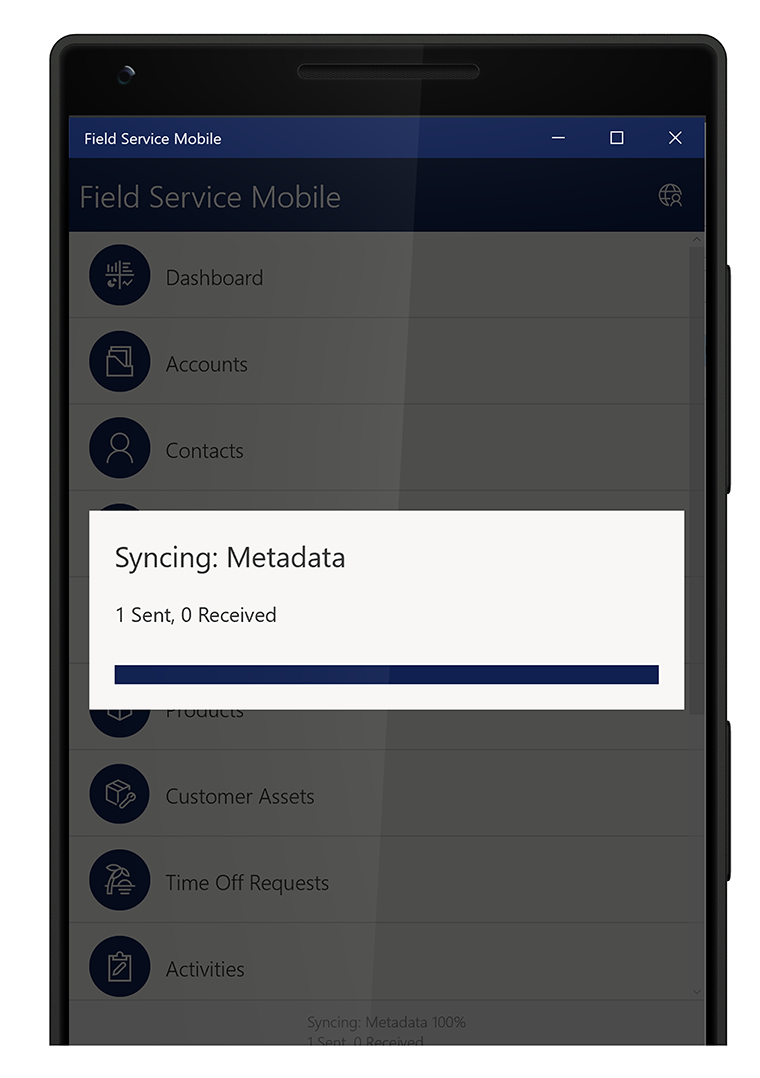 Field Service Mobile
Field Service Mobile
Dashboard
Accounts
Contacts
Syncing: Metadata
1 Sent, 0 Received
Products
Customer Assets
Time Off Requests
Activities
Syncing: Metadata 100%
1 Sent, 0 Received